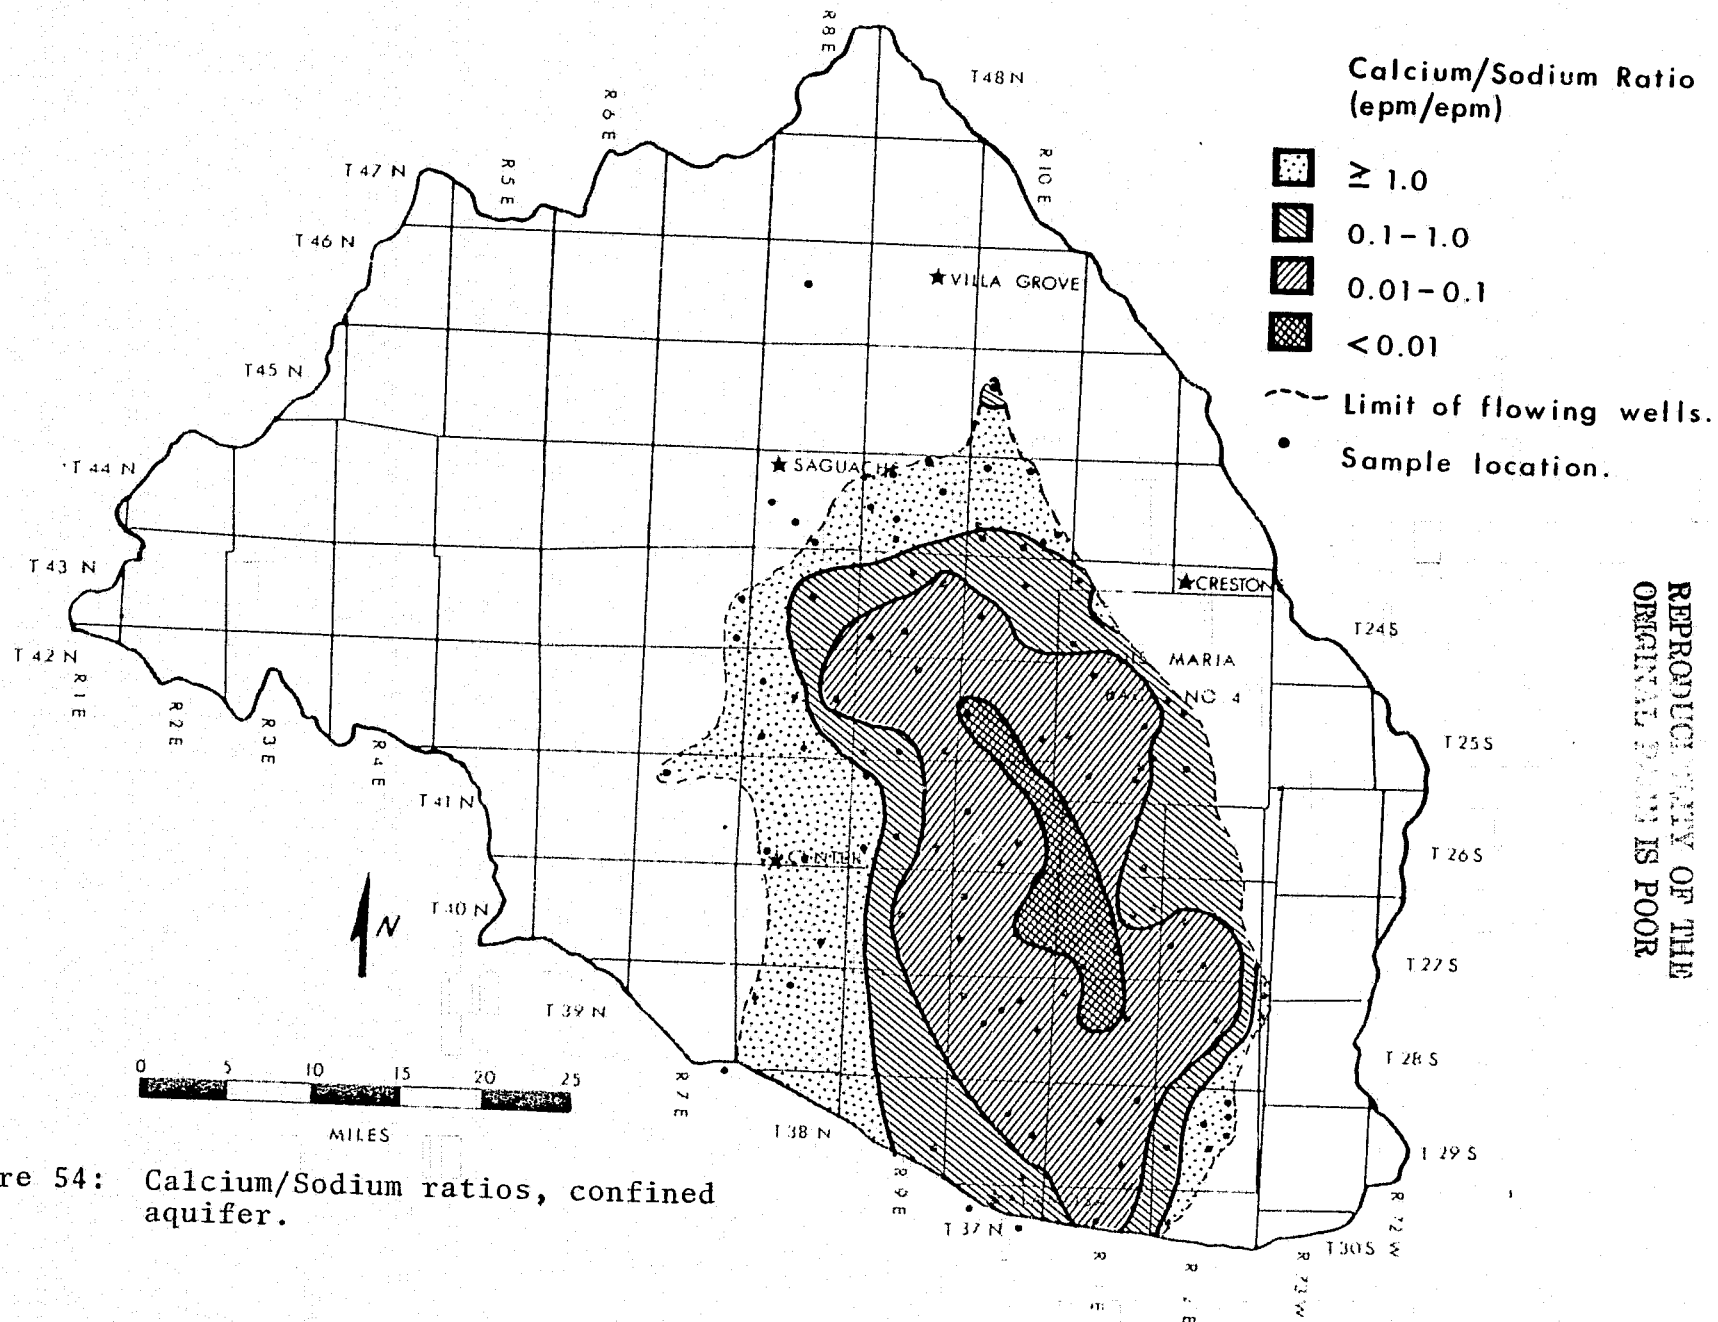 R 8 E
T 48 N
R 6 E
T 47 N
R 5 E
R 10 E
T 46 N
VILLA GROVE
T 45 N
SAGUACHE
T 44 N
T 43 N
CRESTON
T 24 S
T 42 N
MARIA
NO 4
R 1 E
R 2 E
R 3 E
R 4 E
T 25 S
T 41 N
CENTER
T 26 S
T 40 N
N
T 27 S
T 39 N
T 28 S
R 7 E
T 38 N
T 29 S
R 9 E
T 37 N
R 72 W
T 30 S
R 73 W
Calcium/Sodium Ratio
(epm/epm)
≥ 1.0
0.1-1.0
0.01-0.1
<0.01
Limit of flowing wells.
Sample location.
0 5 10 15 20 25
MILES
re 54: Calcium/Sodium ratios, confined
aquifer.
OF THE
IS POOR